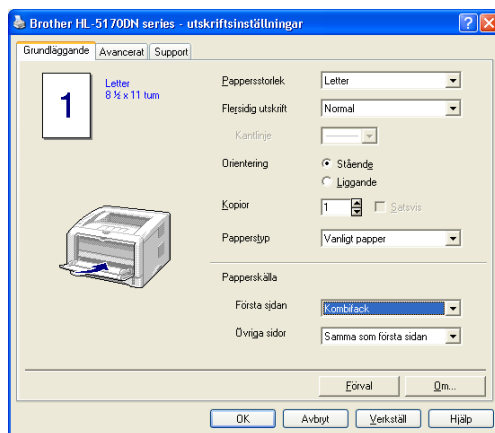 Brother HL-5170DN series - utskriftsinställningar
Grundläggande Avancerat Support
1
Letter
8 ½ x 11 tum
Pappersstorlek Letter
Flersidig utskrift Normal
Kantlinje
Orientering Stående
Liggande
Kopior 1 Satsvis
Papperstyp Vanligt papper
Papperskälla
Första sidan Kombifack
Övriga sidor Samma som första sidan
Förval Om...
OK Avbryt Verkställ Hjälp